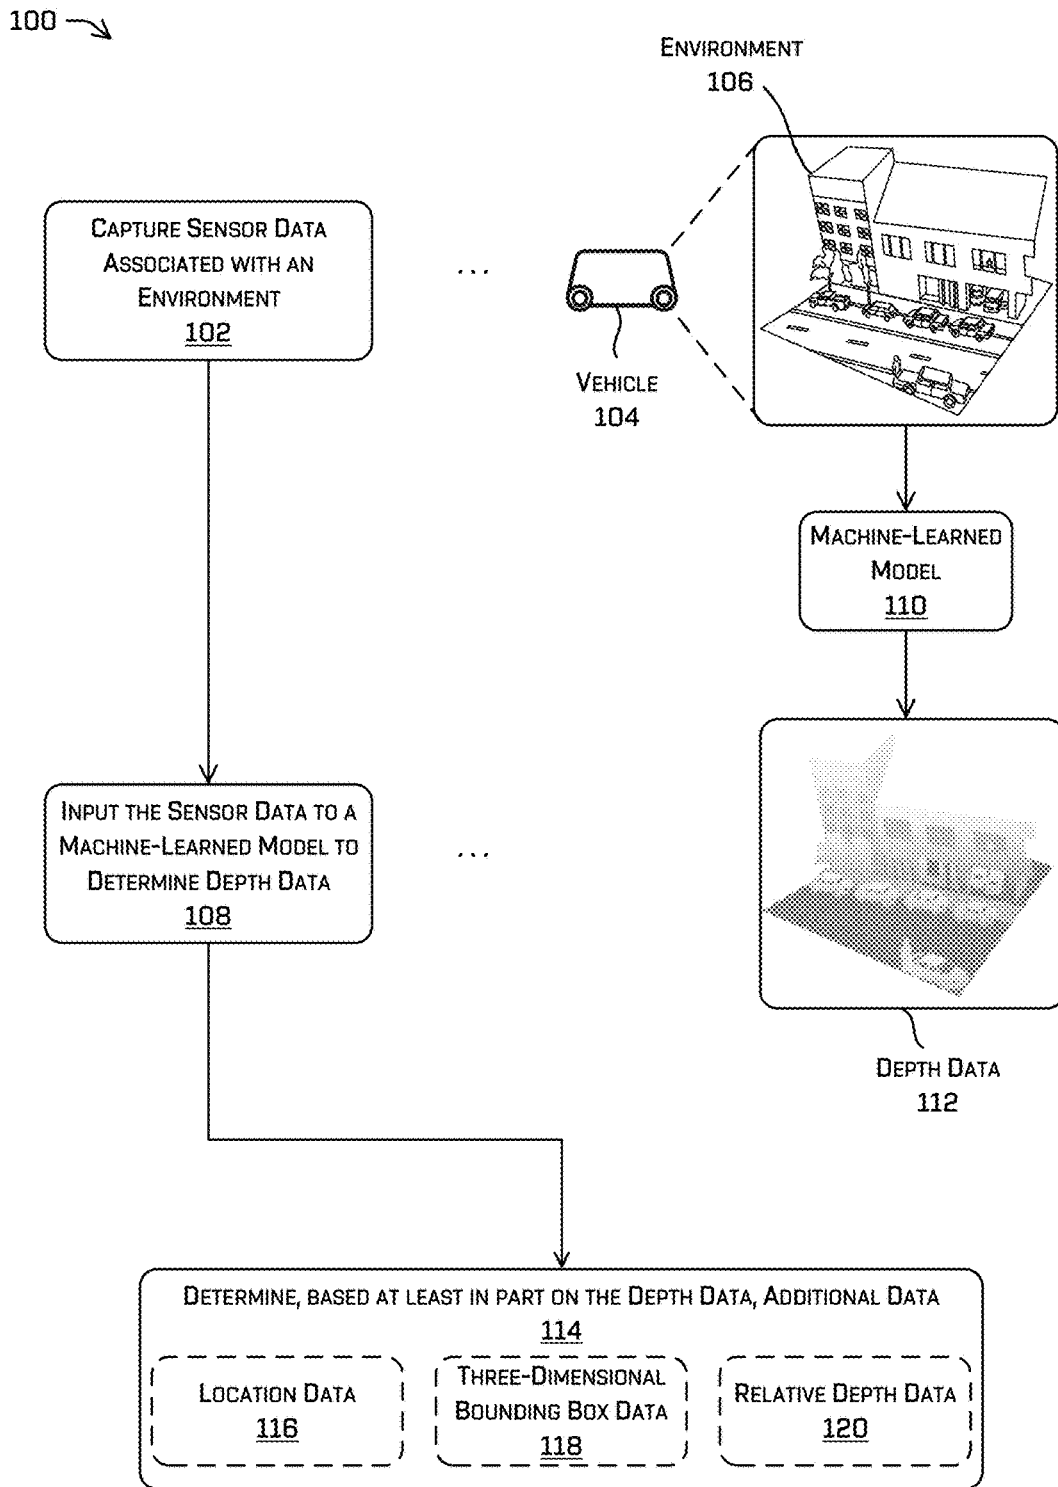 100
ENVIRONMENT
106
CAPTURE SENSOR DATA
ASSOCIATED WITH AN
ENVIRONMENT
102
...
VEHICLE
104
MACHINE-LEARNED
MODEL
110
INPUT THE SENSOR DATA TO A
MACHINE-LEARNED MODEL TO
DETERMINE DEPTH DATA
108
...
DEPTH DATA
112
DETERMINE, BASED AT LEAST IN PART ON THE DEPTH DATA, ADDITIONAL DATA
114
LOCATION DATA
116
THREE-DIMENSIONAL
BOUNDING BOX DATA
118
RELATIVE DEPTH DATA
120